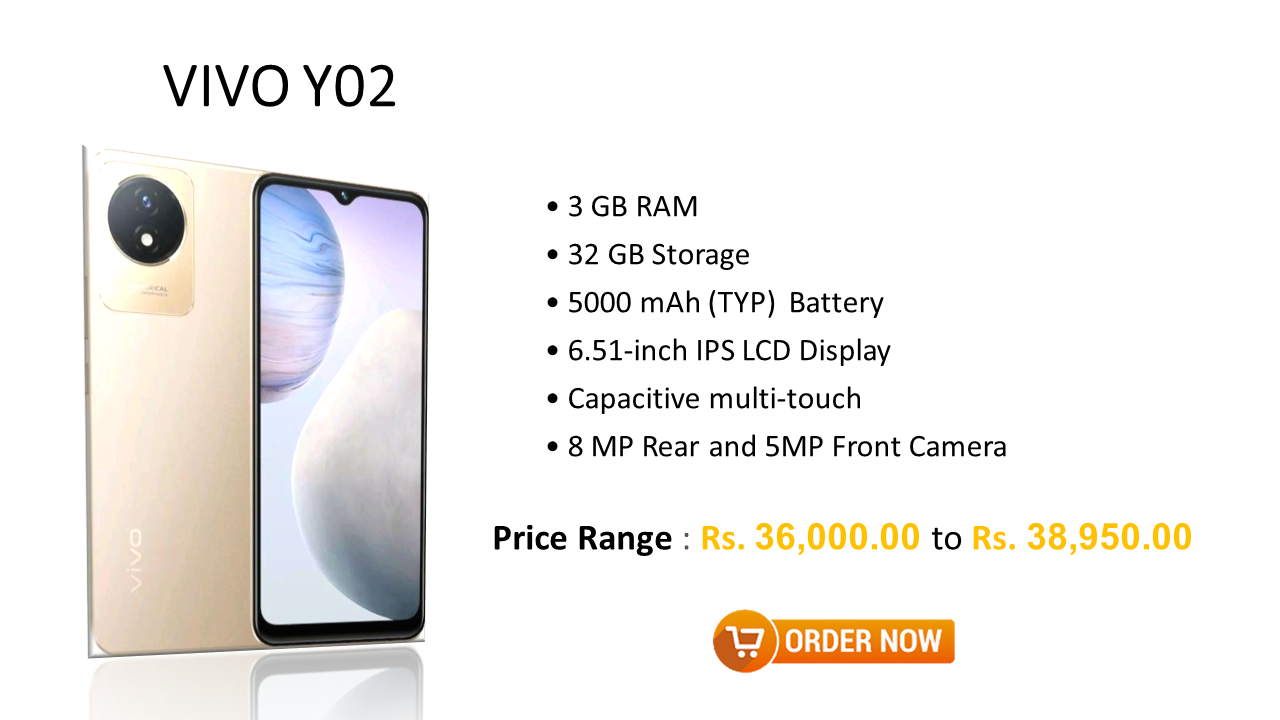 VIVO Y02
• 3 GB RAM
• 32 GB Storage
• 5000 mAh (TYP) Battery
• 6.51-inch IPS LCD Display
• Capacitive multi-touch
• 8 MP Rear and 5MP Front Camera
Price Range : Rs. 36,000.00 to Rs. 38,950.00
ORDER NOW
vivo